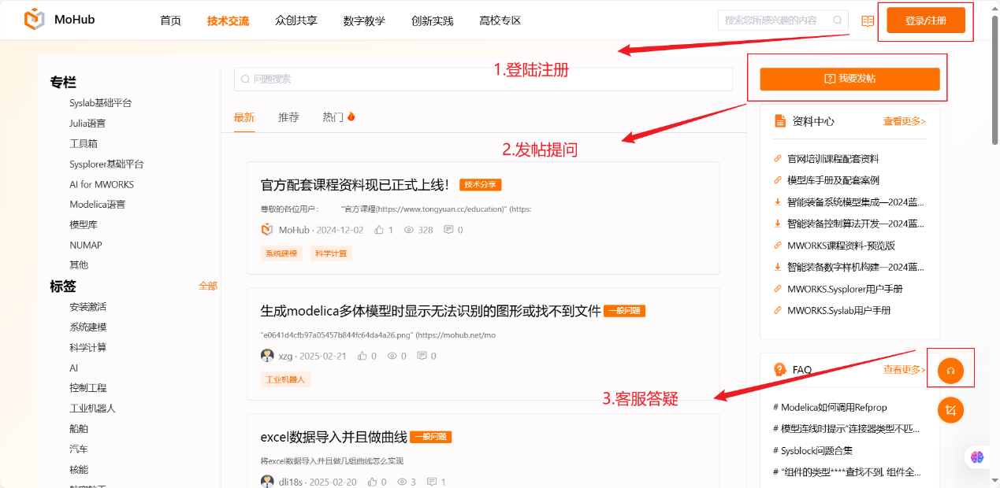 MoHub 首页 技术交流 众创共享 数字教学 创新实践 高校专区 搜索您所感兴趣的内容 登录/注册
1.登陆注册
专栏
Syslab基础平台
Julia语言
工具箱
Sysplorer基础平台
AI for MWORKS
Modelica语言
模型库
NUMAP
其他
标签 全部
安装激活
系统建模
科学计算
AI
控制工程
工业机器人
船舶
汽车
核能
问题搜索
最新 推荐 热门
2.发帖提问
官方配套课程资料现已正式上线! 技术分享
尊敬的各位用户: "官方课程(https://www.tongyuan.cc/education)" (https:
MoHub · 2024-12-02 1 328 0
系统建模 科学计算
生成modelica多体模型时显示无法识别的图形或找不到文件 一般问题
"e0641d4cfb97a05457b844fc64da4a26.png" (https://mohub.net/mo
xzg · 2025-02-21 0 0 0
工业机器人
3.客服答疑
excel数据导入并且做曲线 一般问题
将excel数据导入并且做几组曲线怎么实现
dli18s · 2025-02-20 0 3 1
我要发帖
资料中心 查看更多>
官网培训课程配套资料
模型库手册及配套案例
智能装备系统模型集成—2024蓝...
智能装备控制算法开发—2024蓝...
MWORKS课程资料-预览版
智能装备数字样机构建—2024蓝...
MWORKS.Sysplorer用户手册
MWORKS.Syslab用户手册
FAQ 查看更多>
# Modelica如何调用Refprop
# 模型连线时提示"连接器类型不匹...
# Sysblock问题合集
# "组件的类型****查找不到, 组件全...